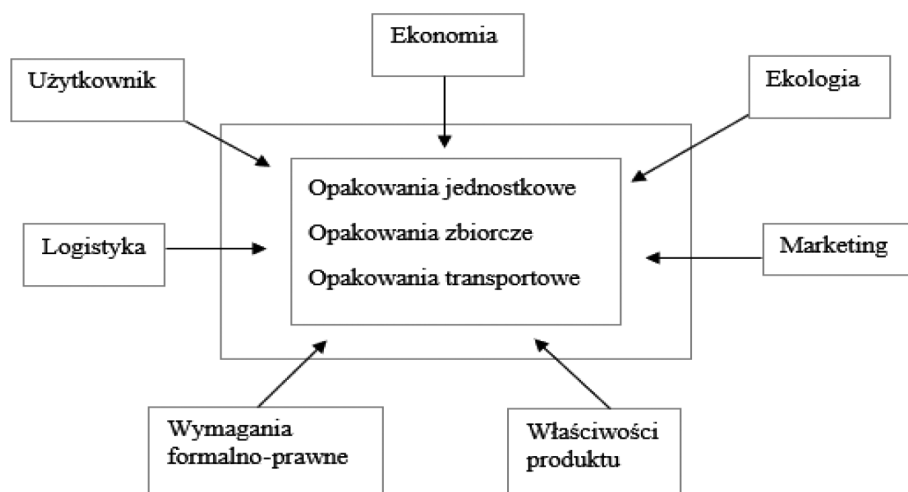 Ekonomia
Użytkownik
Ekologia
Opakowania jednostkowe
Opakowania zbiorcze
Opakowania transportowe
Logistyka
Marketing
Wymagania
formalno-prawne
Właściwości
produktu